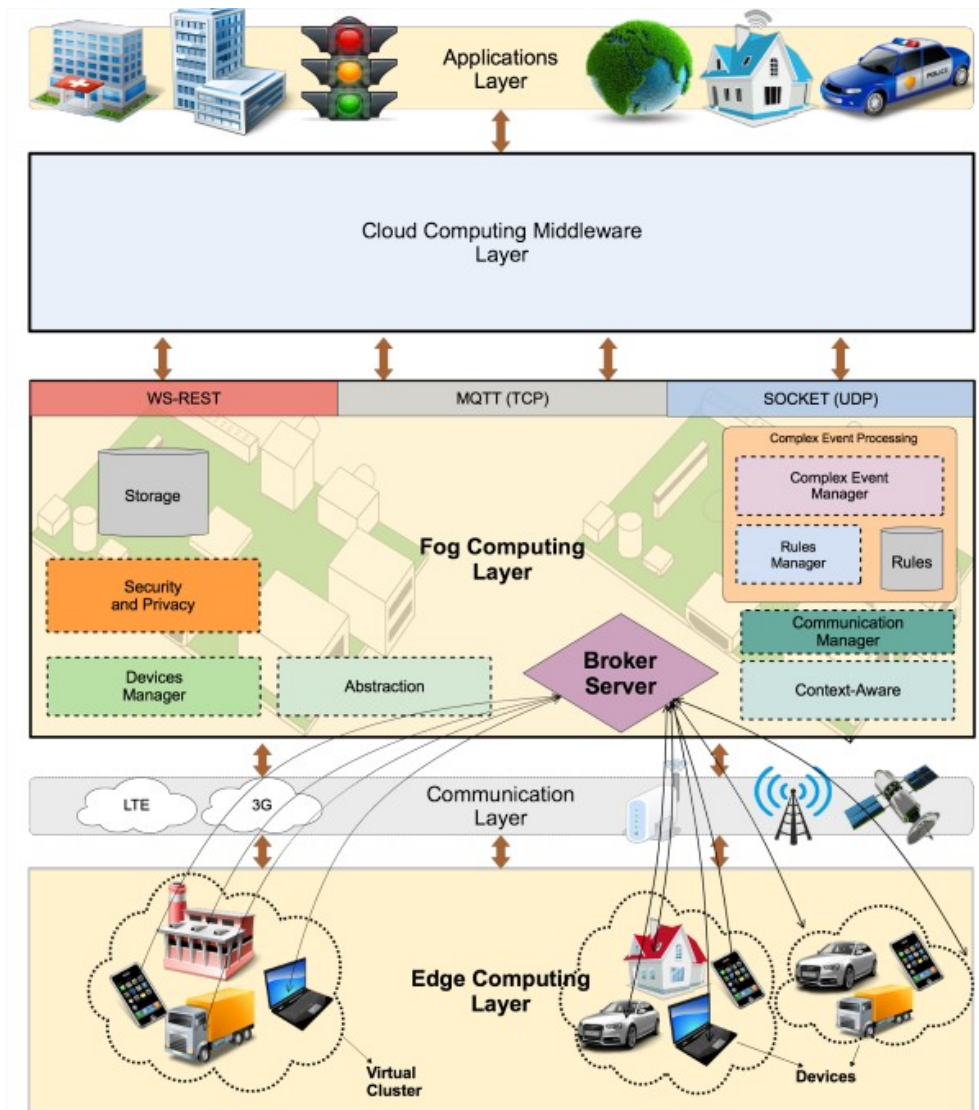 Applications
Layer
POLICE
Cloud Computing Middleware
Layer
WS-REST
MQTT (TCP)
SOCKET (UDP)
Complex Event Processing
Storage
Complex Event
Manager
Rules
Manager
Rules
Fog Computing
Layer
Security
and Privacy
Communication
Manager
Devices
Manager
Abstraction
Broker
Server
Context-Aware
LTE
3G
Communication
Layer
Edge Computing
Layer
Virtual
Cluster
Devices